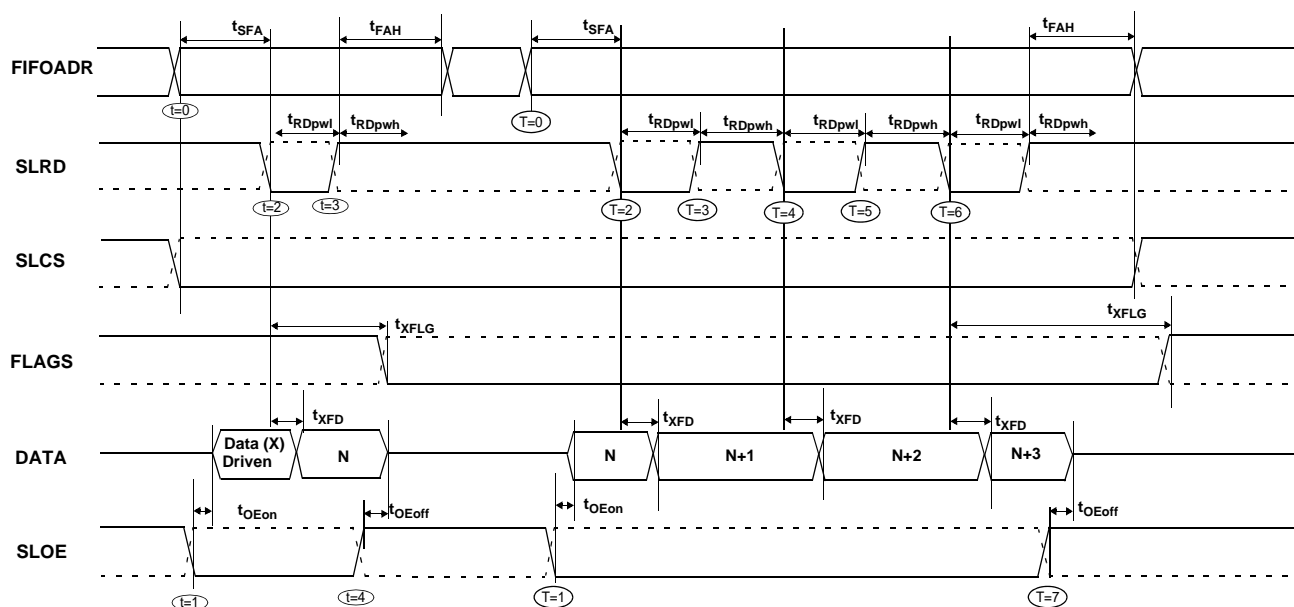 tSFA tFAH tSFA tFAH
FIFOADR
t=0 T=0
tRDpwl tRDpwh tRDpwl tRDpwh tRDpwl tRDpwh tRDpwl tRDpwh
SLRD
t=2 t=3 T=2 T=3 T=4 T=5 T=6
SLCS
tXFLG tXFLG
FLAGS
tXFD tXFD tXFD tXFD
DATA
Data (X)
Driven
N N N+1 N+2 N+3
tOEon tOEoff tOEon tOEoff
SLOE
t=1 t=4 T=1 T=7